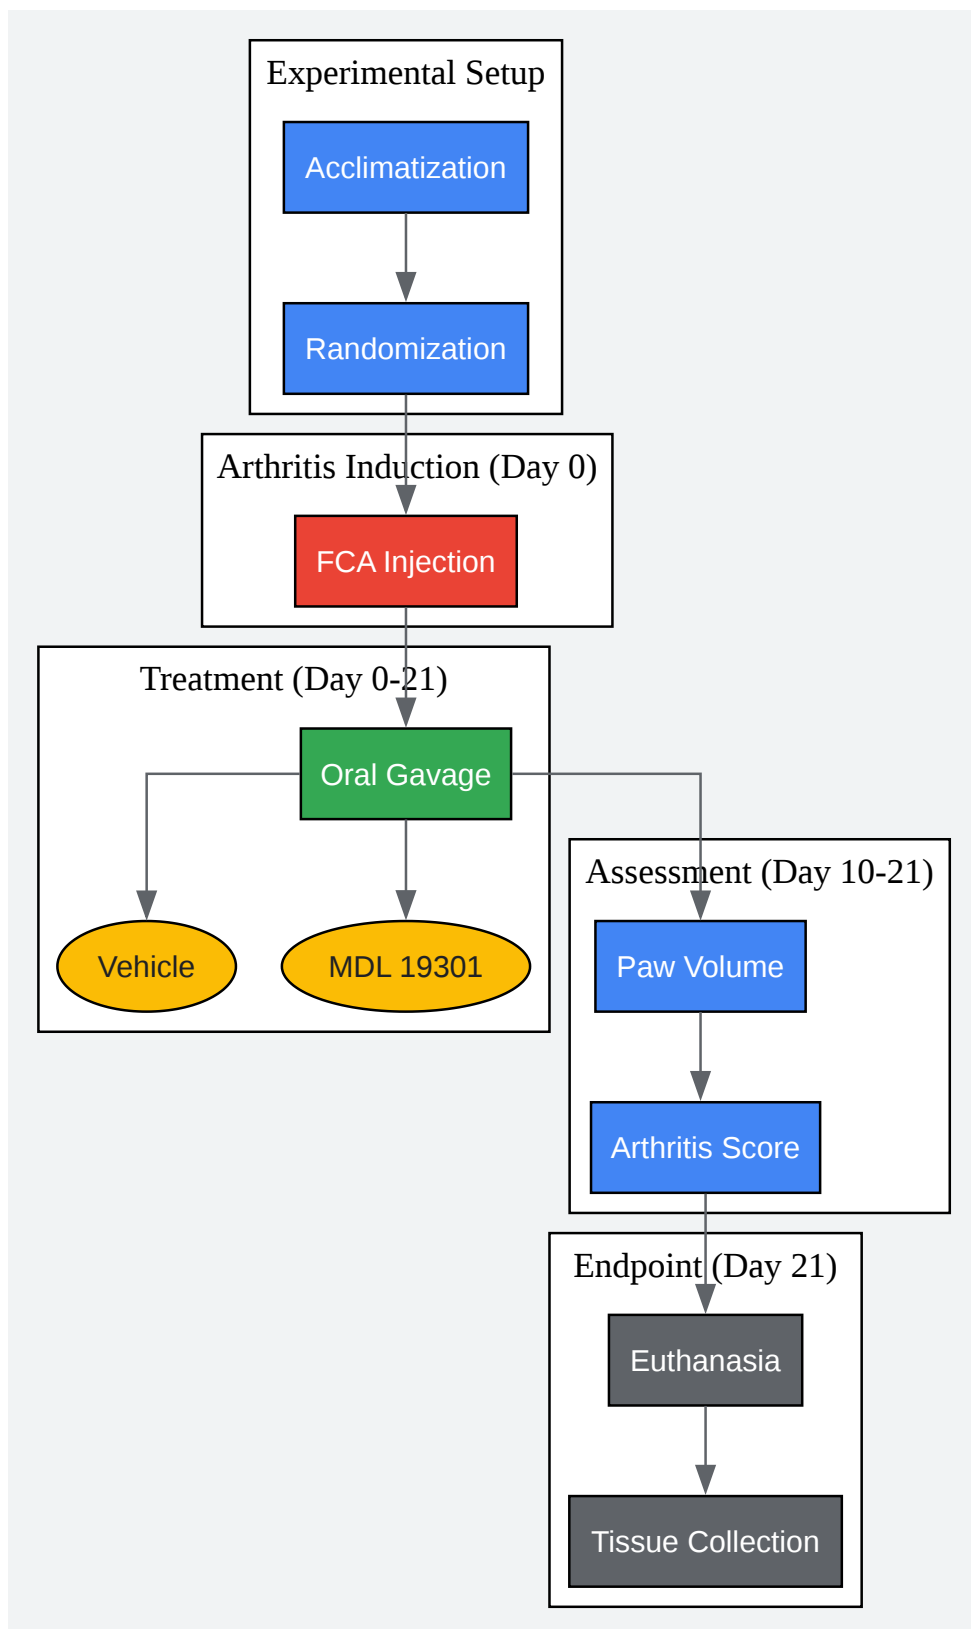 Experimental Setup
Acclimatization
Randomization
Arthritis Induction (Day 0)
FCA Injection
Treatment (Day 0-21)
Oral Gavage
Vehicle
MDL 19301
Assessment (Day 10-21)
Paw Volume
Arthritis Score
Endpoint (Day 21)
Euthanasia
Tissue Collection